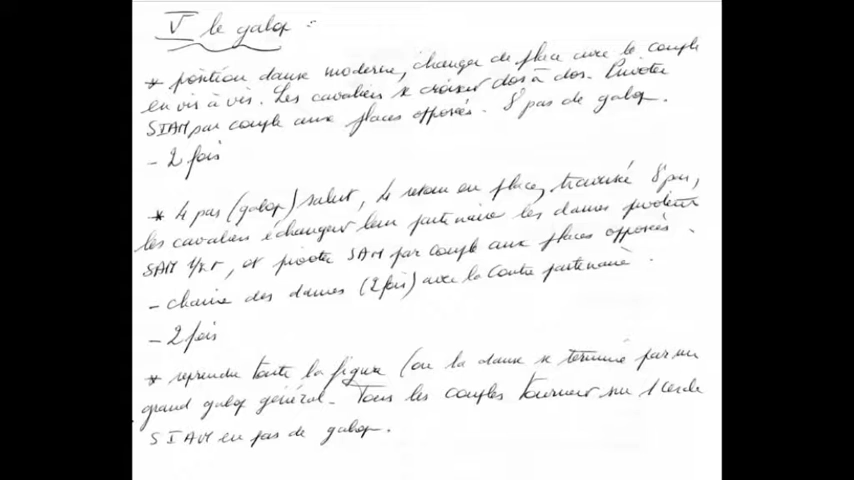 V le galop :
* position danse moderne, changer de place avec le couple
en vis à vis. Les cavaliers se croisent dos à dos. Pivoter
SIAM par couple aux places opposées. 8 pas de galop.
- 2 fois
* 4 pas (galop) salut, 4 retour en place, traversé 8 pas,
les cavaliers échangent leur partenaire les dames pivotent
SAM 1/2T, et pivoter SAM par couple aux places opposées.
- chaine des dames (2 fois) avec la contre partenaire.
- 2 fois
* reprendre toute la figure (ou la danse se termine par un
grand galop général. Tous les couples tournent sur 1 cercle
SIAM en pas de galop.